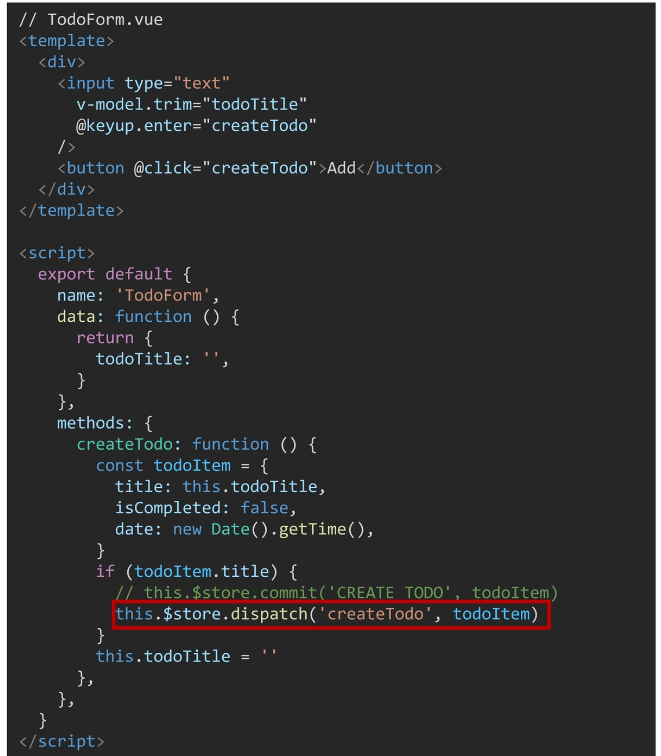 // TodoForm.vue
<template>
  <div>
    <input type="text"
      v-model.trim="todoTitle"
      @keyup.enter="createTodo"
    />
    <button @click="createTodo">Add</button>
  </div>
</template>

<script>
  export default {
    name: 'TodoForm',
    data: function () {
      return {
        todoTitle: '',
      }
    },
    methods: {
      createTodo: function () {
        const todoItem = {
          title: this.todoTitle,
          isCompleted: false,
          date: new Date().getTime(),
        }
        if (todoItem.title) {
          // this.$store.commit('CREATE_TODO', todoItem)
          this.$store.dispatch('createTodo', todoItem)
        }
        this.todoTitle = ''
      },
    },
  }
</script>